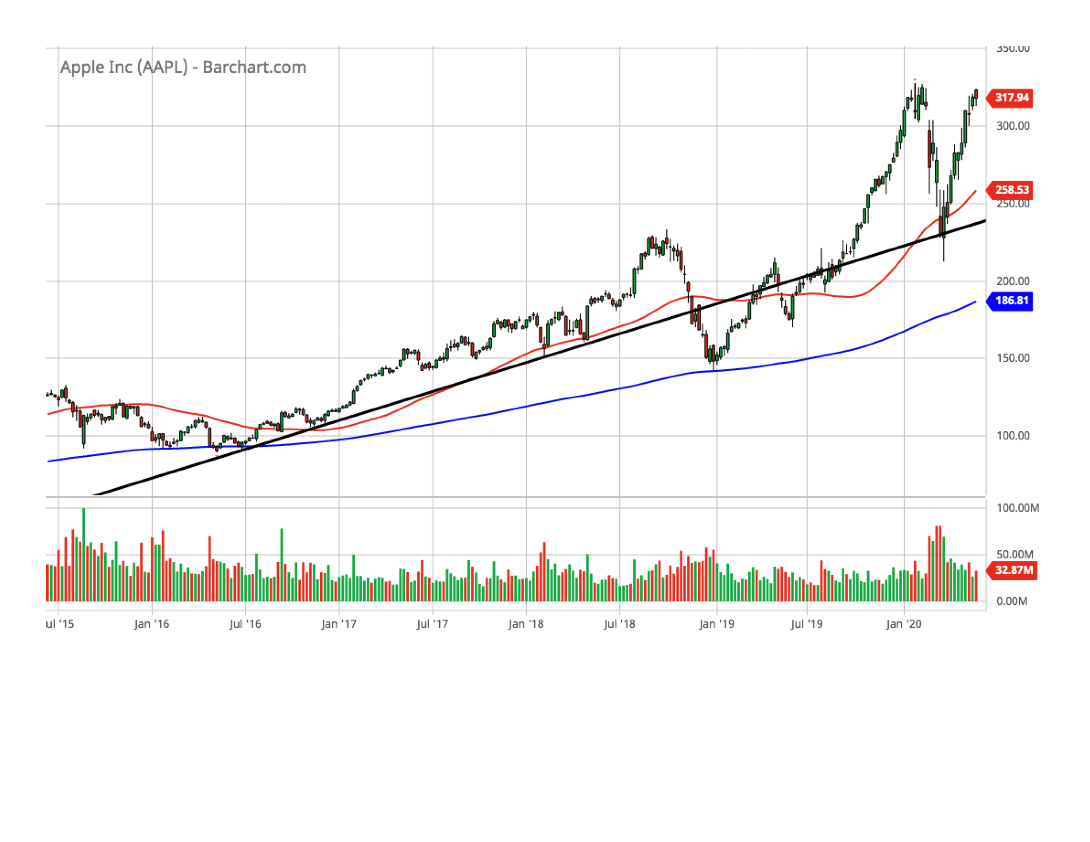 350.00
Apple Inc (AAPL) - Barchart.com
317.94
300.00
258.53
250.00
200.00
186.81
150.00
100.00
100.00M
50.00M
32.87M
0.00M
ul '15 Jan '16 Jul '16 Jan '17 Jul '17 Jan '18 Jul '18 Jan '19 Jul '19 Jan '20